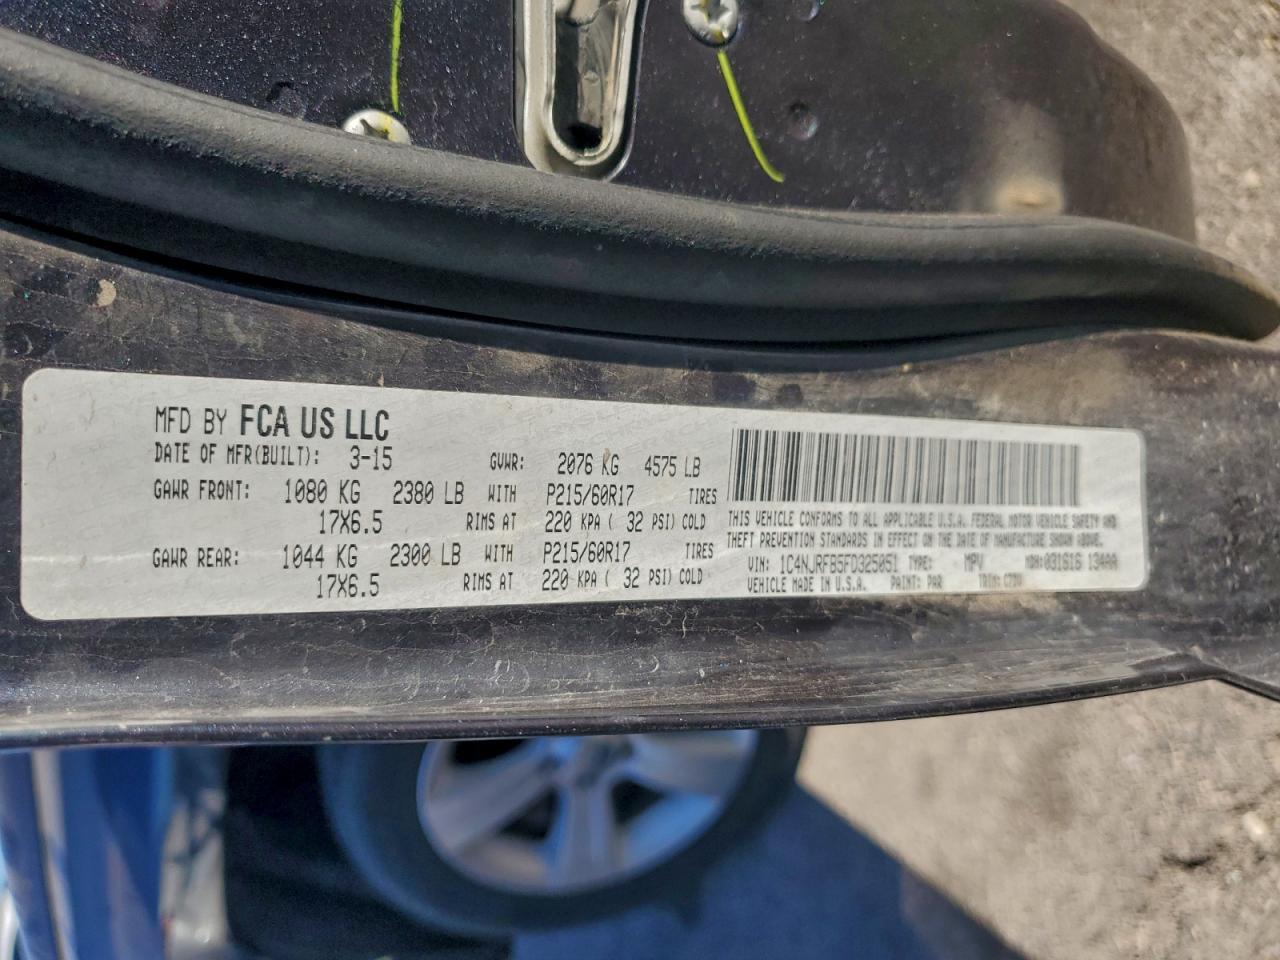 MFD BY FCA US LLC
DATE OF MFR(BUILT): 3-15 GVWR: 2076 KG 4575 LB
GAWR FRONT: 1080 KG 2380 LB WITH P215/60R17 TIRES
17X6.5 RIMS AT 220 KPA ( 32 PSI) COLD
GAWR REAR: 1044 KG 2300 LB WITH P215/60R17 TIRES
17X6.5 RIMS AT 220 KPA ( 32 PSI) COLD
THIS VEHICLE CONFORMS TO ALL APPLICABLE U.S.A. FEDERAL MOTOR VEHICLE SAFETY AND
THEFT PREVENTION STANDARDS IN EFFECT ON THE DATE OF MANUFACTURE SHOWN ABOVE.
VIN: 1C4NJRFB5FD325051 TYPE: MPV MDH: 031616 13AAA
VEHICLE MADE IN U.S.A. PAINT: PAR TRIM: